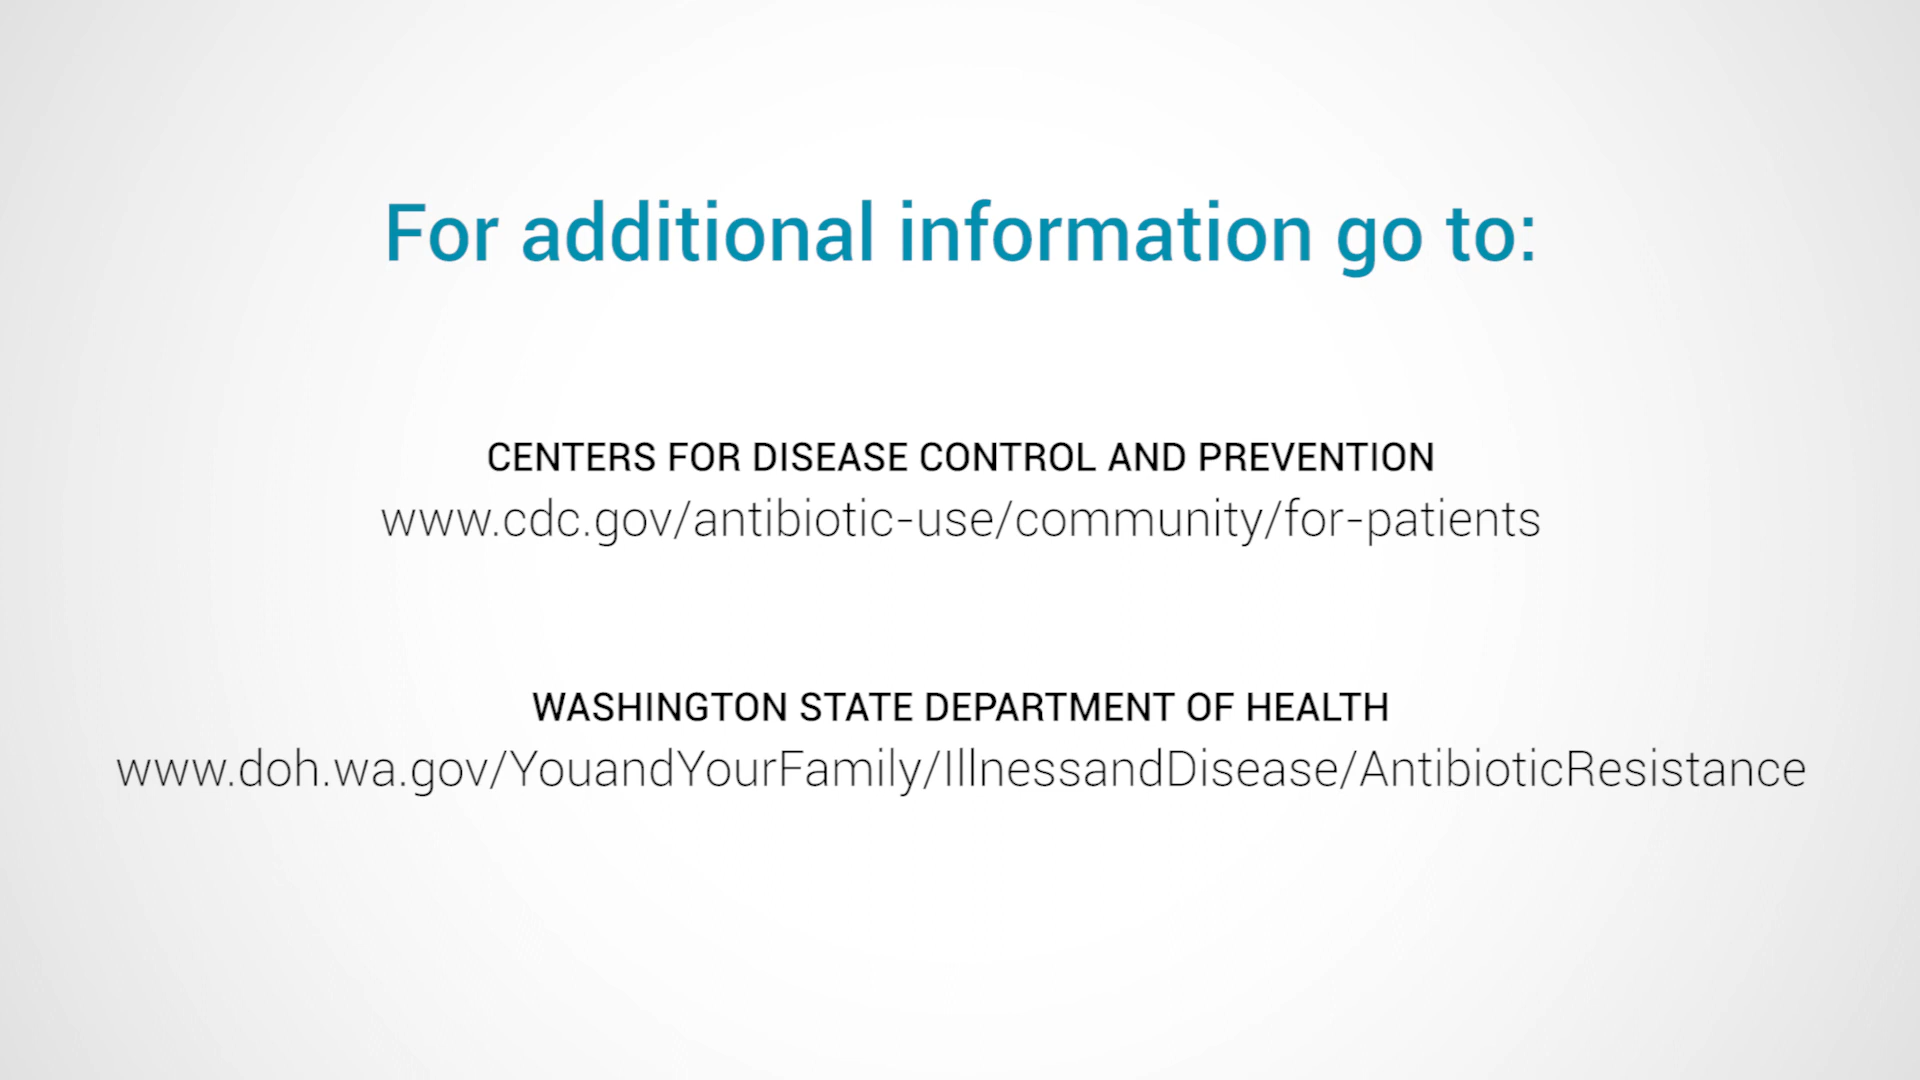 For additional information go to:
CENTERS FOR DISEASE CONTROL AND PREVENTION
www.cdc.gov/antibiotic-use/community/for-patients
WASHINGTON STATE DEPARTMENT OF HEALTH
www.doh.wa.gov/YouandYourFamily/IllnessandDisease/AntibioticResistance